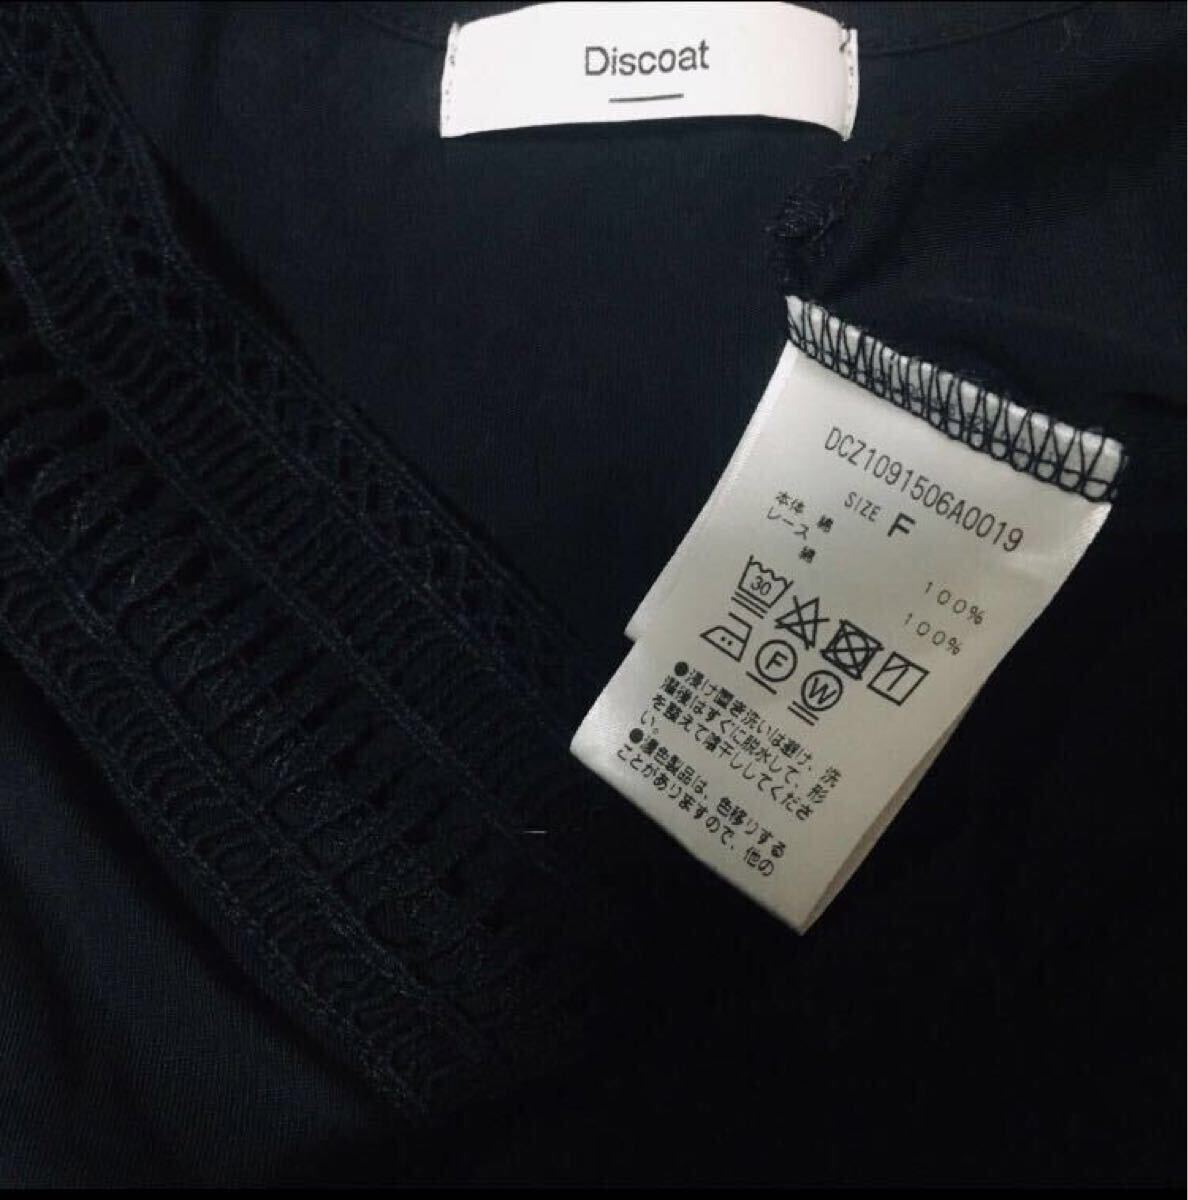 Discoat
DCZ1091506A0019
SIZE F
本体 綿 100%
レース 綿 100%
30
F
W
●浸け置き洗いは避け、洗
濯後はすぐに脱水して、形
を整えて陰干ししてくださ
い。
●濃色製品は、色移りする
ことがありますので、他の